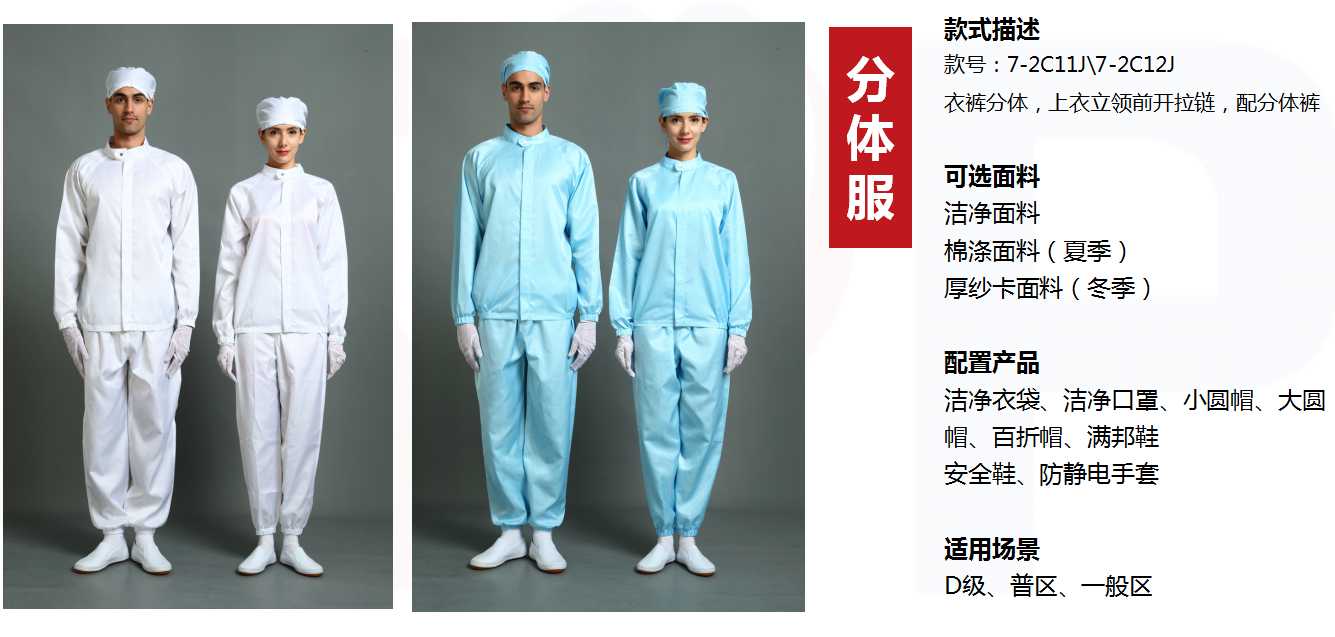 分体服
款式描述
款号：7-2C11J\7-2C12J
衣裤分体，上衣立领前开拉链，配分体裤
可选面料
洁净面料
棉涤面料（夏季）
厚纱卡面料（冬季）
配置产品
洁净衣袋、洁净口罩、小圆帽、大圆
帽、百折帽、满邦鞋
安全鞋、防静电手套
适用场景
D级、普区、一般区